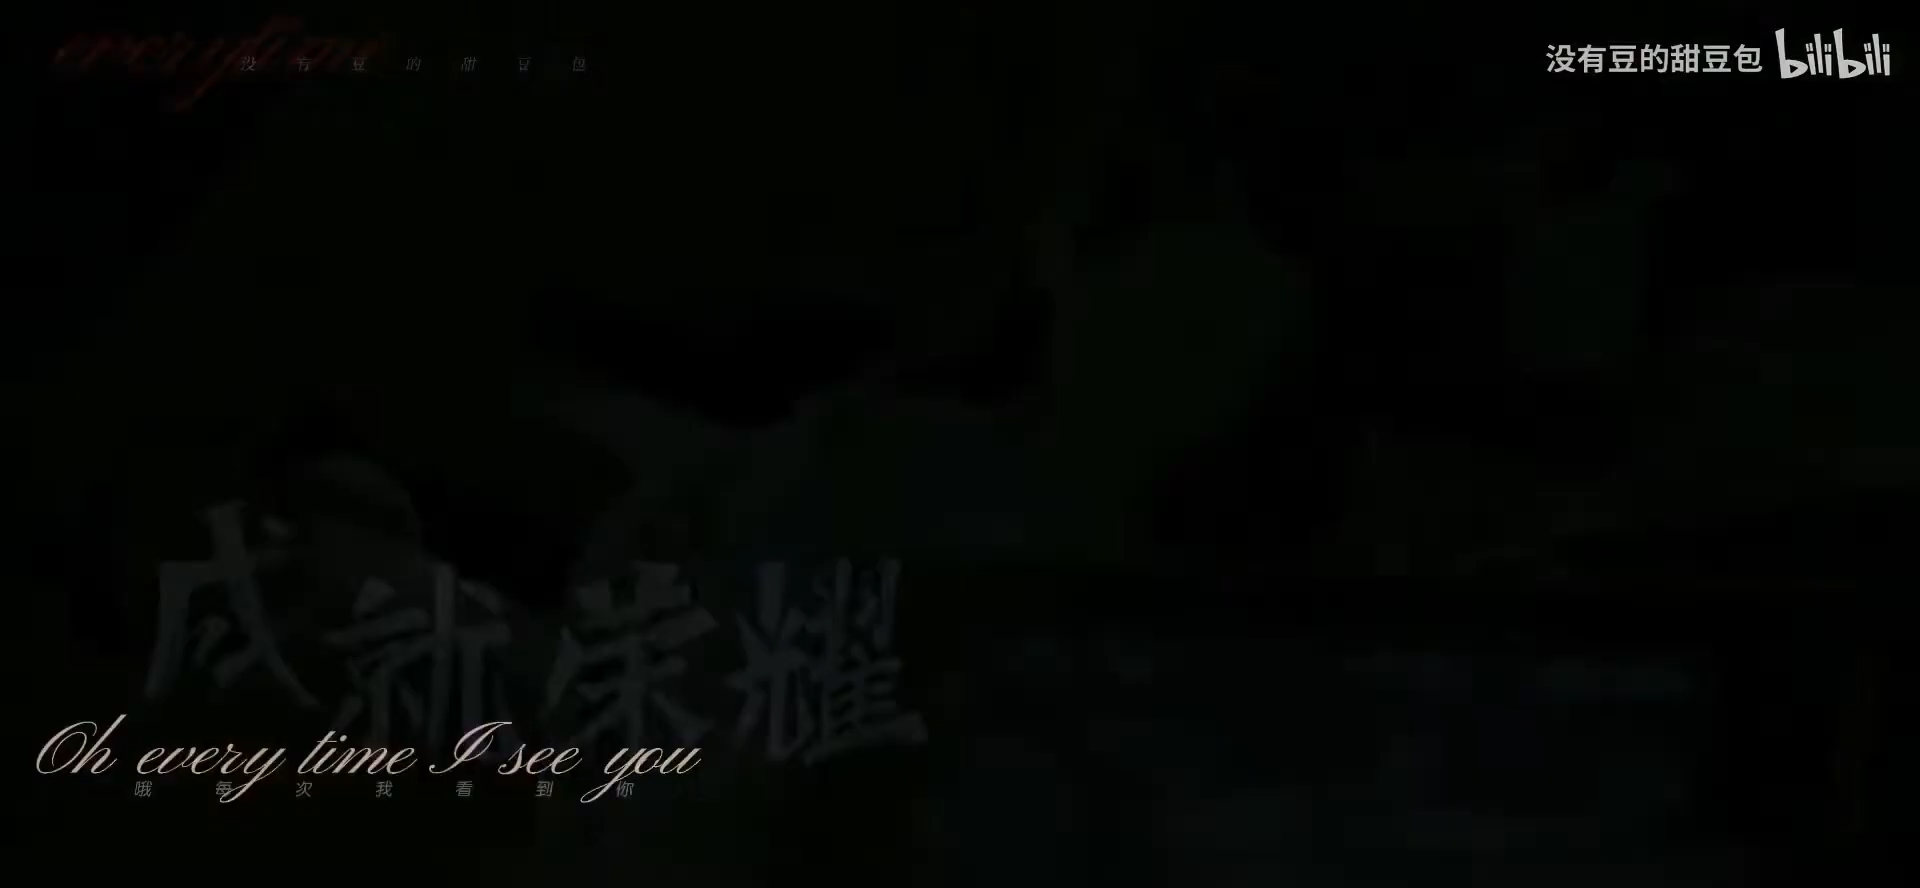 everytime
没有豆的甜豆包
没有豆的甜豆包 bilibili
成就荣耀
Oh every time I see you
哦每次我看到你